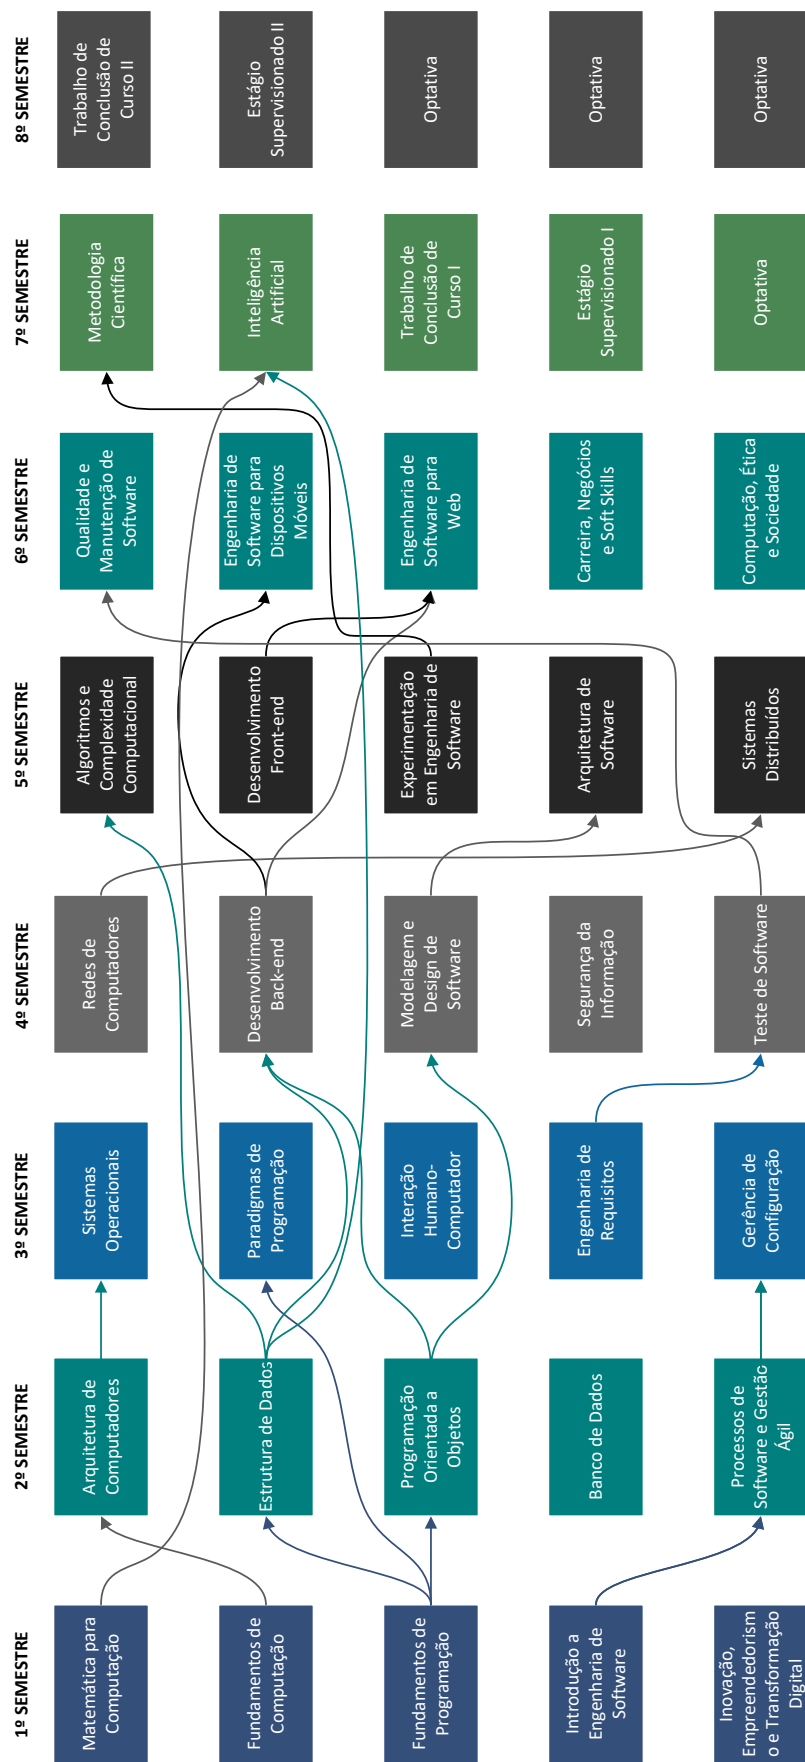 1º SEMESTRE
Matemática para
Computação
Fundamentos de
Computação
Fundamentos de
Programação
Introdução a
Engenharia de
Software
Inovação,
Empreendedorism
o e Transformação
Digital
2º SEMESTRE
Arquitetura de
Computadores
Estrutura de Dados
Programação
Orientada a
Objetos
Banco de Dados
Processos de
Software e Gestão
Ágil
3º SEMESTRE
Sistemas
Operacionais
Paradigmas de
Programação
Interação
Humano-
Computador
Engenharia de
Requisitos
Gerência de
Configuração
4º SEMESTRE
Redes de
Computadores
Desenvolvimento
Back-end
Modelagem e
Design de
Software
Segurança da
Informação
Teste de Software
5º SEMESTRE
Algoritmos e
Complexidade
Computacional
Desenvolvimento
Front-end
Experimentação
em Engenharia de
Software
Arquitetura de
Software
Sistemas
Distribuídos
6º SEMESTRE
Qualidade e
Manutenção de
Software
Engenharia de
Software para
Dispositivos
Móveis
Engenharia de
Software para
Web
Carreira, Negócios
e Soft Skills
Computação, Ética
e Sociedade
7º SEMESTRE
Metodologia
Científica
Inteligência
Artificial
Trabalho de
Conclusão de
Curso I
Estágio
Supervisionado I
Optativa
8º SEMESTRE
Trabalho de
Conclusão de
Curso II
Estágio
Supervisionado II
Optativa
Optativa
Optativa